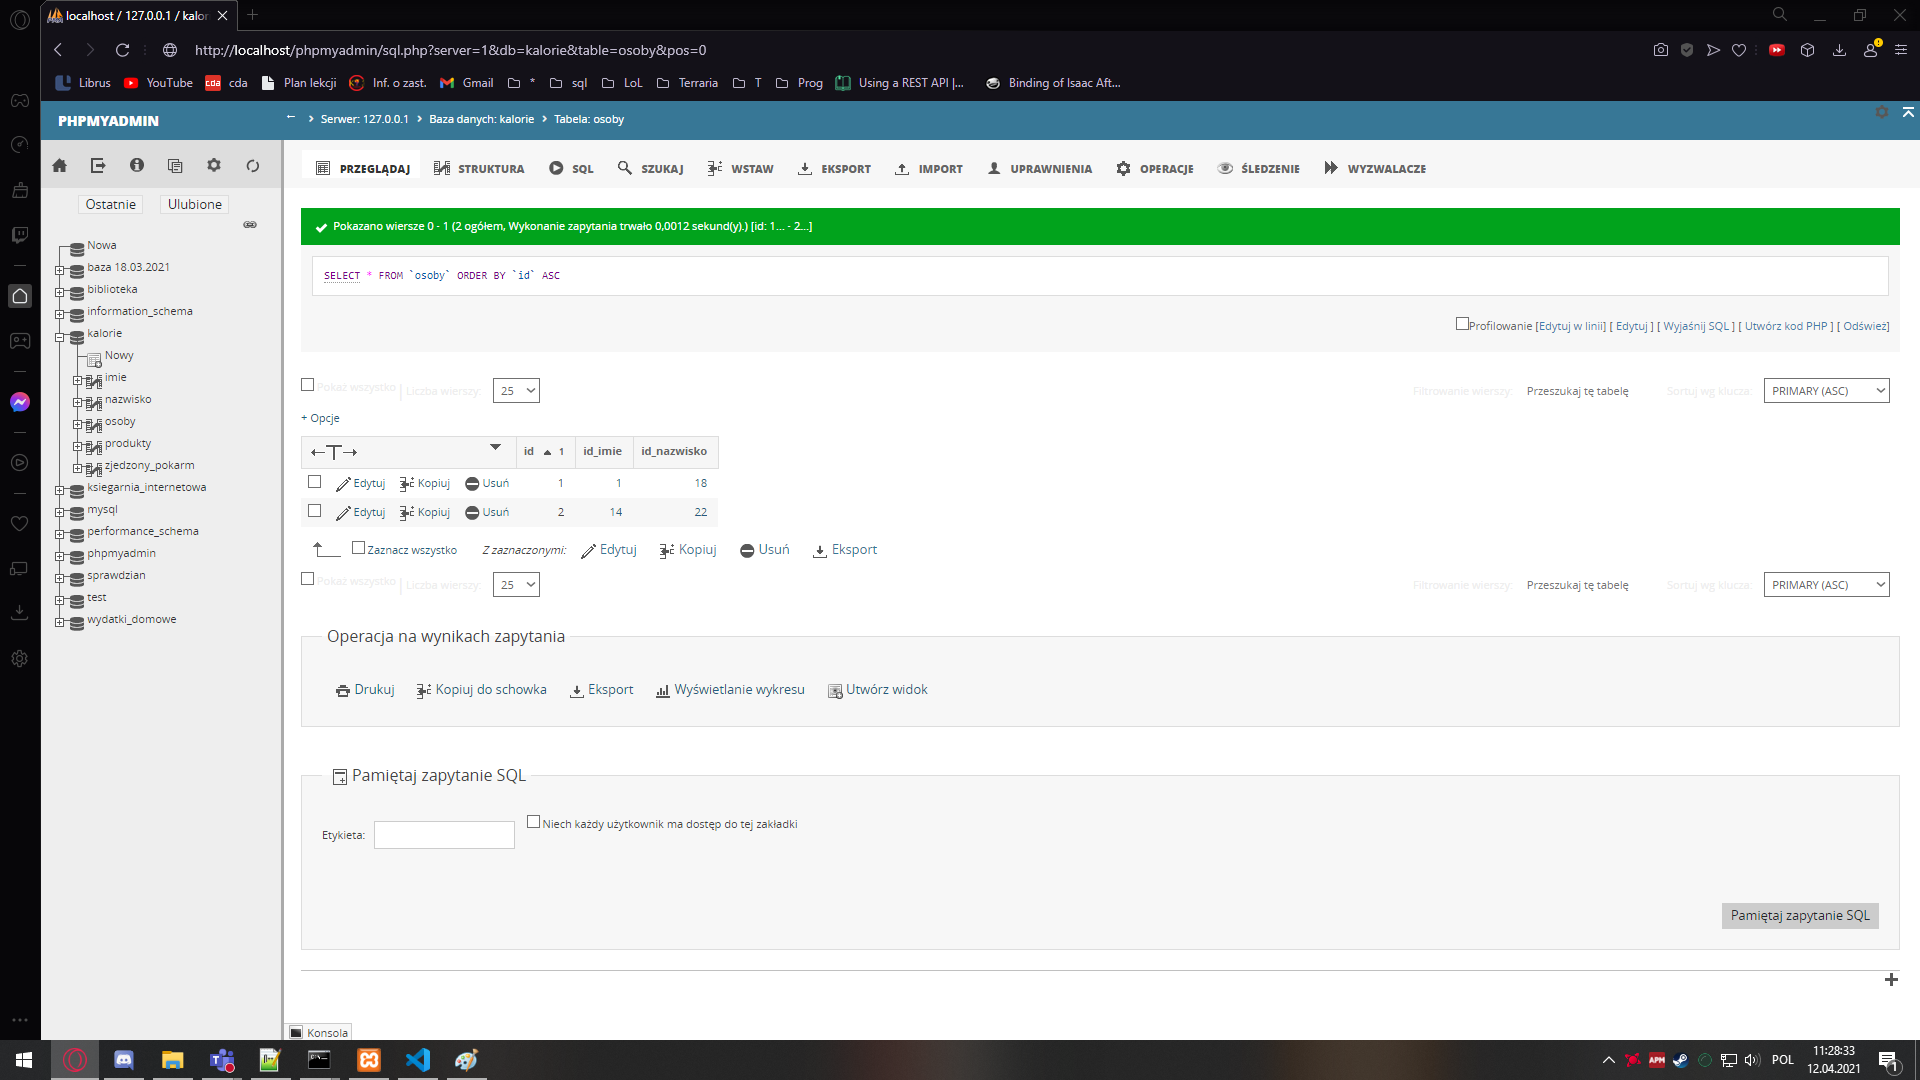 localhost / 127.0.0.1 / kalor
http://localhost/phpmyadmin/sql.php?server=1&db=kalorie&table=osoby&pos=0
Librus YouTube cda cda Plan lekcji Inf. o zast. Gmail * sql LoL Terraria T Prog Using a REST API |... Binding of Isaac Aft...
PHPMYADMIN
← › Serwer: 127.0.0.1 › Baza danych: kalorie › Tabela: osoby
PRZEGLĄDAJ STRUKTURA SQL SZUKAJ WSTAW EKSPORT IMPORT UPRAWNIENIA OPERACJE ŚLEDZENIE WYZWALACZE
Ostatnie Ulubione
Nowa
baza 18.03.2021
biblioteka
information_schema
kalorie
Nowy
imie
nazwisko
osoby
produkty
zjedzony_pokarm
ksiegarnia_internetowa
mysql
performance_schema
phpmyadmin
sprawdzian
test
wydatki_domowe
Pokazano wiersze 0 - 1 (2 ogółem, Wykonanie zapytania trwało 0,0012 sekund(y).) [id: 1... - 2...]
SELECT * FROM `osoby` ORDER BY `id` ASC
Profilowanie [Edytuj w linii] [ Edytuj ] [ Wyjaśnij SQL ] [ Utwórz kod PHP ] [ Odśwież]
Pokaż wszystko | Liczba wierszy: 25 Filtrowanie wierszy: Przeszukaj tę tabelę Sortuj wg klucza: PRIMARY (ASC)
+ Opcje
←T→ id 1 id_imie id_nazwisko
Edytuj Kopiuj Usuń 1 1 18
Edytuj Kopiuj Usuń 2 14 22
Zaznacz wszystko Z zaznaczonymi: Edytuj Kopiuj Usuń Eksport
Pokaż wszystko | Liczba wierszy: 25 Filtrowanie wierszy: Przeszukaj tę tabelę Sortuj wg klucza: PRIMARY (ASC)
Operacja na wynikach zapytania
Drukuj Kopiuj do schowka Eksport Wyświetlanie wykresu Utwórz widok
Pamiętaj zapytanie SQL
Etykieta: Niech każdy użytkownik ma dostęp do tej zakładki
Pamiętaj zapytanie SQL
Konsola
APM POL 11:28:33
12.04.2021
1